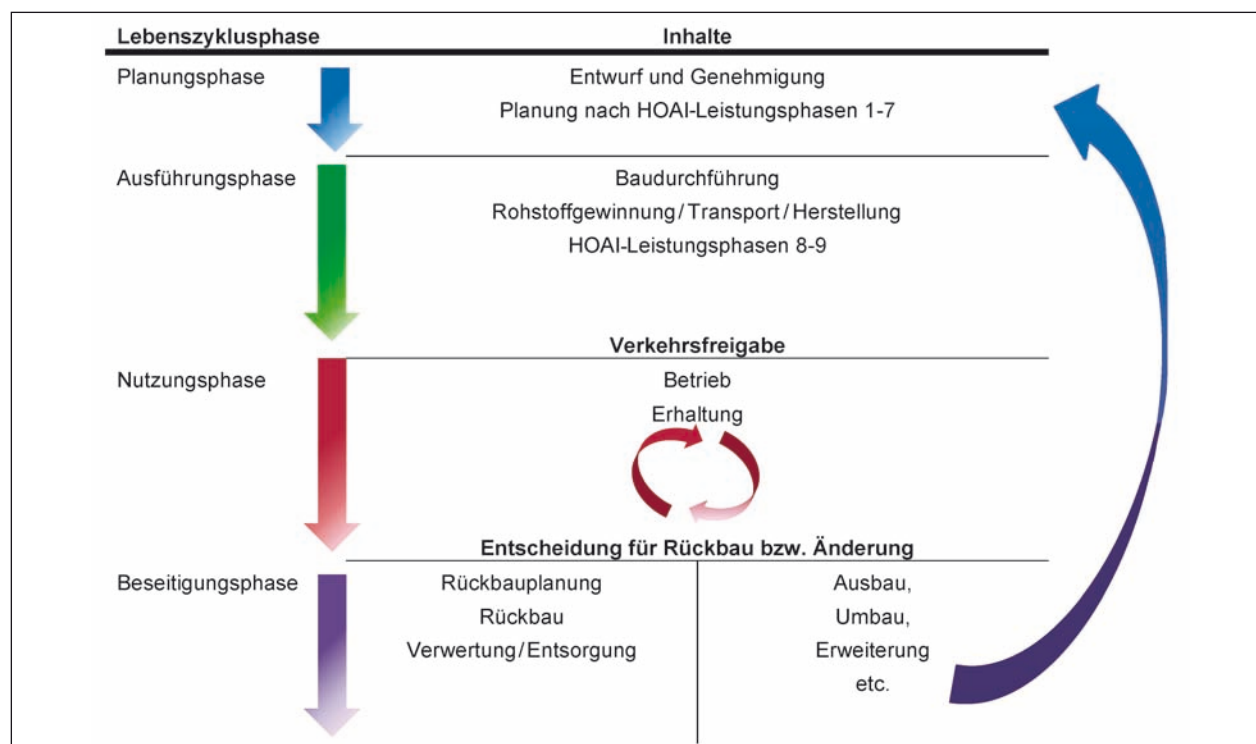 Lebenszyklusphase Inhalte
Planungsphase Entwurf und Genehmigung
Planung nach HOAI-Leistungsphasen 1-7
Ausführungsphase Baudurchführung
Rohstoffgewinnung / Transport / Herstellung
HOAI-Leistungsphasen 8-9
Verkehrsfreigabe
Nutzungsphase Betrieb
Erhaltung
Entscheidung für Rückbau bzw. Änderung
Beseitigungsphase Rückbauplanung Ausbau,
Rückbau Umbau,
Verwertung / Entsorgung Erweiterung
etc.